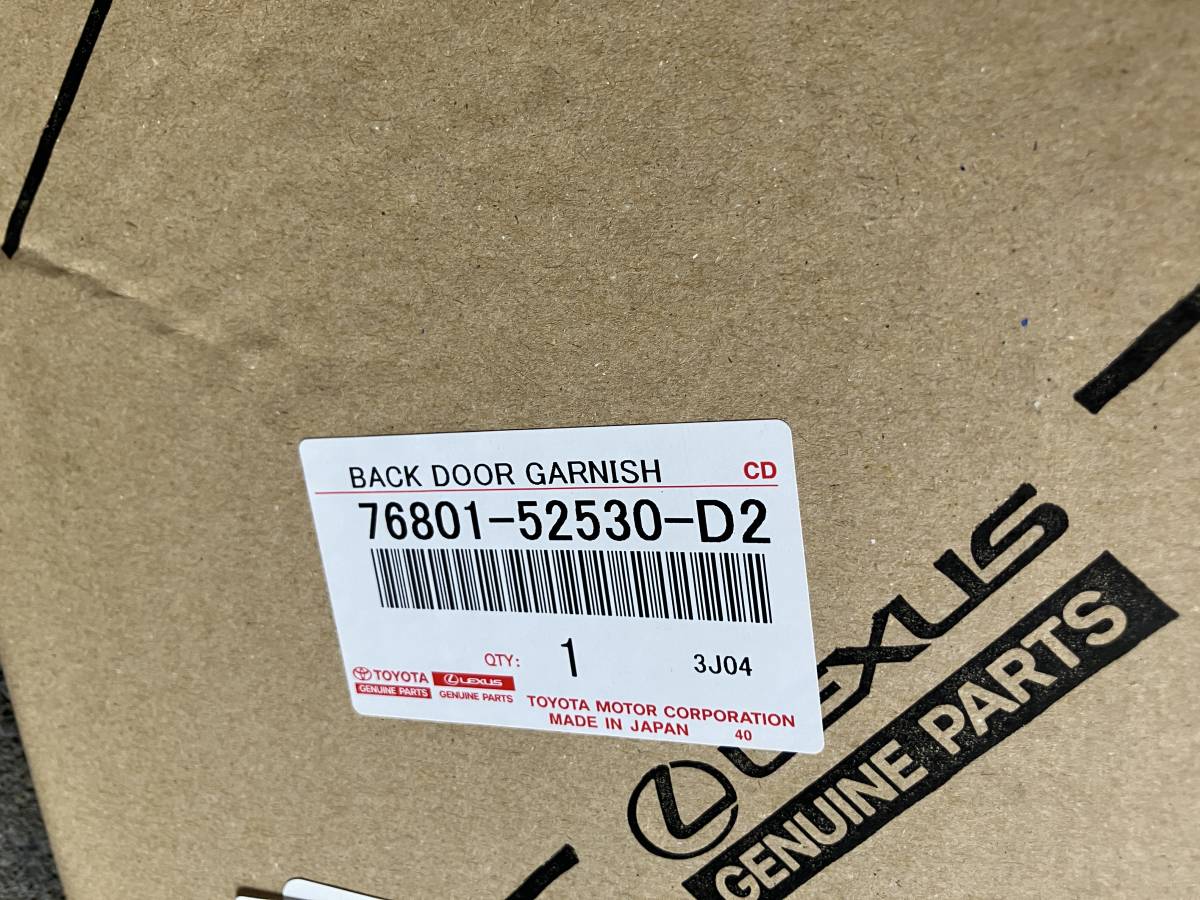 BACK DOOR GARNISH CD
76801-52530-D2
QTY: 1 3J04
TOYOTA LEXUS
GENUINE PARTS GENUINE PARTS
TOYOTA MOTOR CORPORATION
MADE IN JAPAN 40
LEXUS
GENUINE PARTS